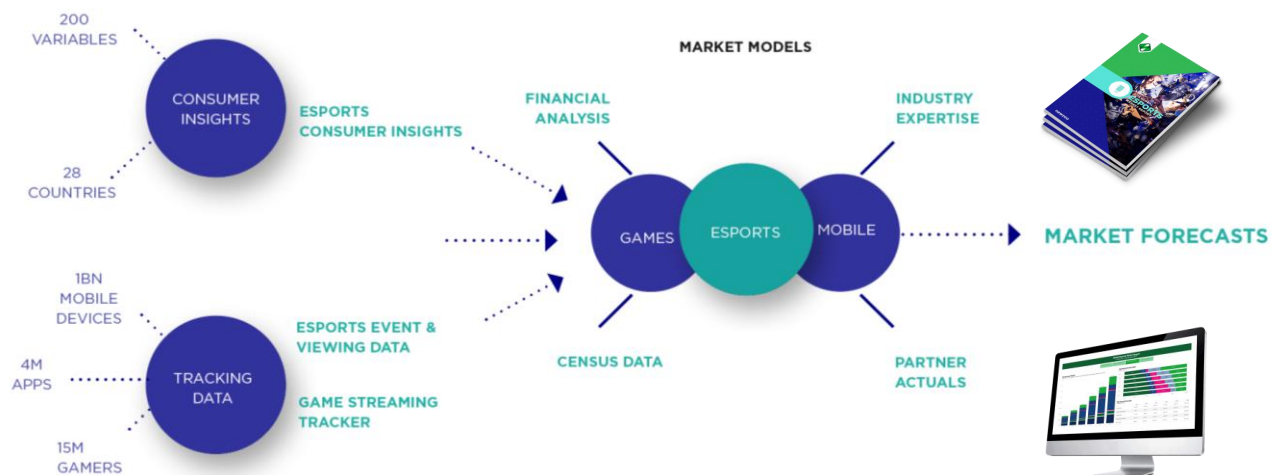 200
VARIABLES
CONSUMER
INSIGHTS
28
COUNTRIES
ESPORTS
CONSUMER INSIGHTS
1BN
MOBILE
DEVICES
4M
APPS
15M
GAMERS
TRACKING
DATA
ESPORTS EVENT &
VIEWING DATA
GAME STREAMING
TRACKER
MARKET MODELS
FINANCIAL
ANALYSIS
INDUSTRY
EXPERTISE
GAMES
ESPORTS
MOBILE
CENSUS DATA
PARTNER
ACTUALS
ESPORTS
MARKET FORECASTS